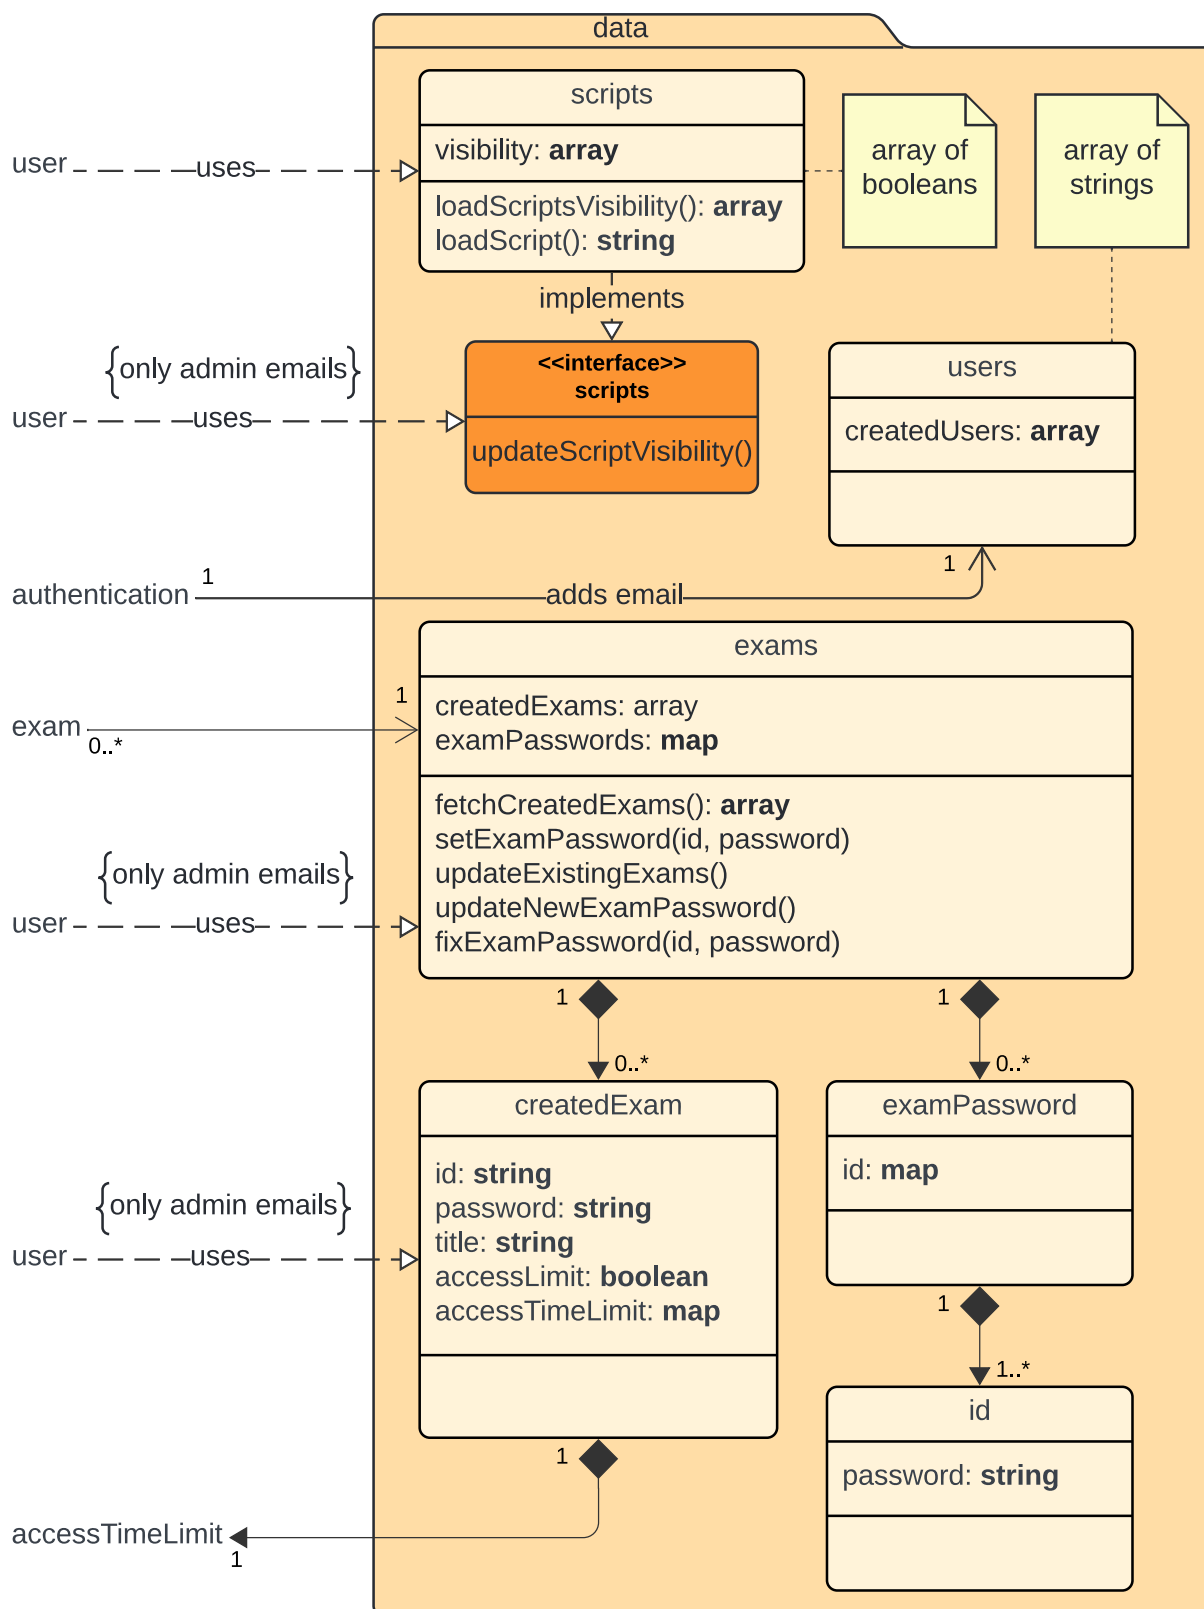 data
scripts
visibility: array
loadScriptsVisibility(): array
loadScript(): string
array of
booleans
array of
strings
user
uses
implements
<<interface>>
scripts
updateScriptVisibility()
{only admin emails}
user
uses
users
createdUsers: array
authentication
1
adds email
1
exams
createdExams: array
examPasswords: map
fetchCreatedExams(): array
setExamPassword(id, password)
updateExistingExams()
updateNewExamPassword()
fixExamPassword(id, password)
exam
0..*
1
{only admin emails}
user
uses
1
0..*
1
0..*
createdExam
id: string
password: string
title: string
accessLimit: boolean
accessTimeLimit: map
examPassword
id: map
{only admin emails}
user
uses
1
1..*
id
password: string
1
accessTimeLimit
1